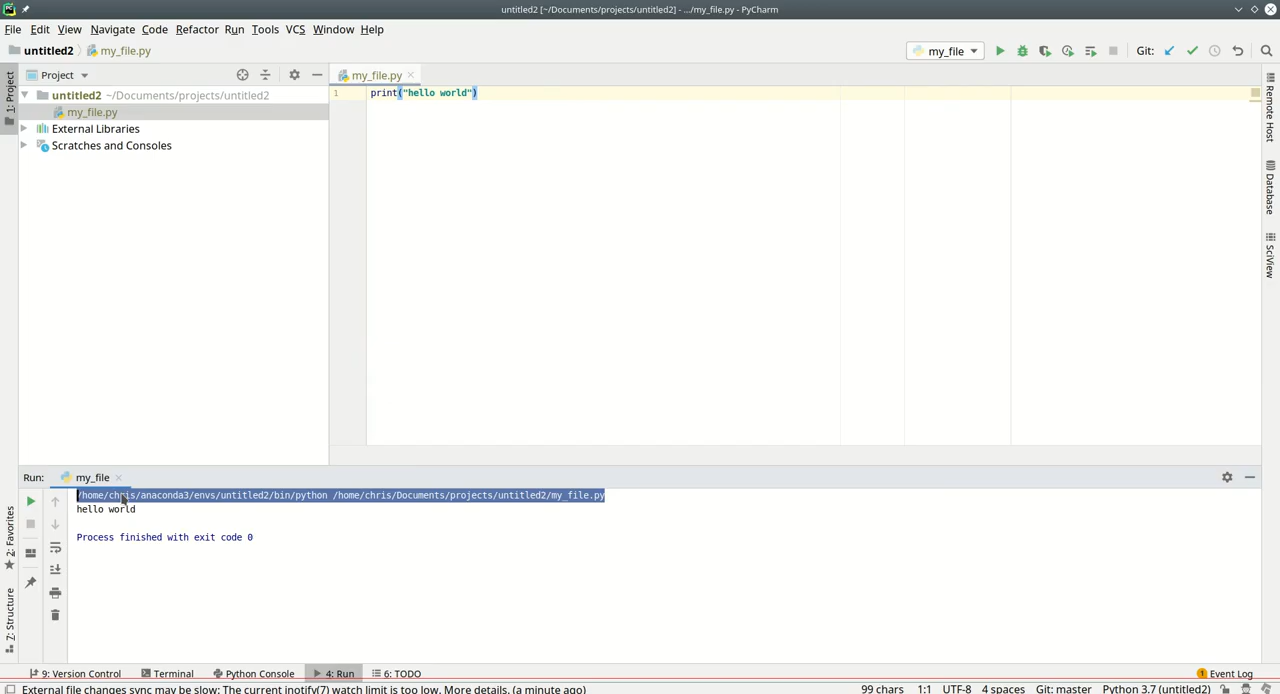 untitled2 [~/Documents/projects/untitled2] - .../my_file.py - PyCharm
File Edit View Navigate Code Refactor Run Tools VCS Window Help
untitled2 my_file.py my_file Git:
1: Project
Project
my_file.py
untitled2 ~/Documents/projects/untitled2
my_file.py
External Libraries
Scratches and Consoles
1 print("hello world")
Remote Host
Database
SciView
Run: my_file
/home/chris/anaconda3/envs/untitled2/bin/python /home/chris/Documents/projects/untitled2/my_file.py
hello world
Process finished with exit code 0
2: Favorites
7: Structure
9: Version Control Terminal Python Console 4: Run 6: TODO 1 Event Log
External file changes sync may be slow: The current inotify(7) watch limit is too low. More details. (a minute ago) 99 chars 1:1 UTF-8 4 spaces Git: master Python 3.7 (untitled2)